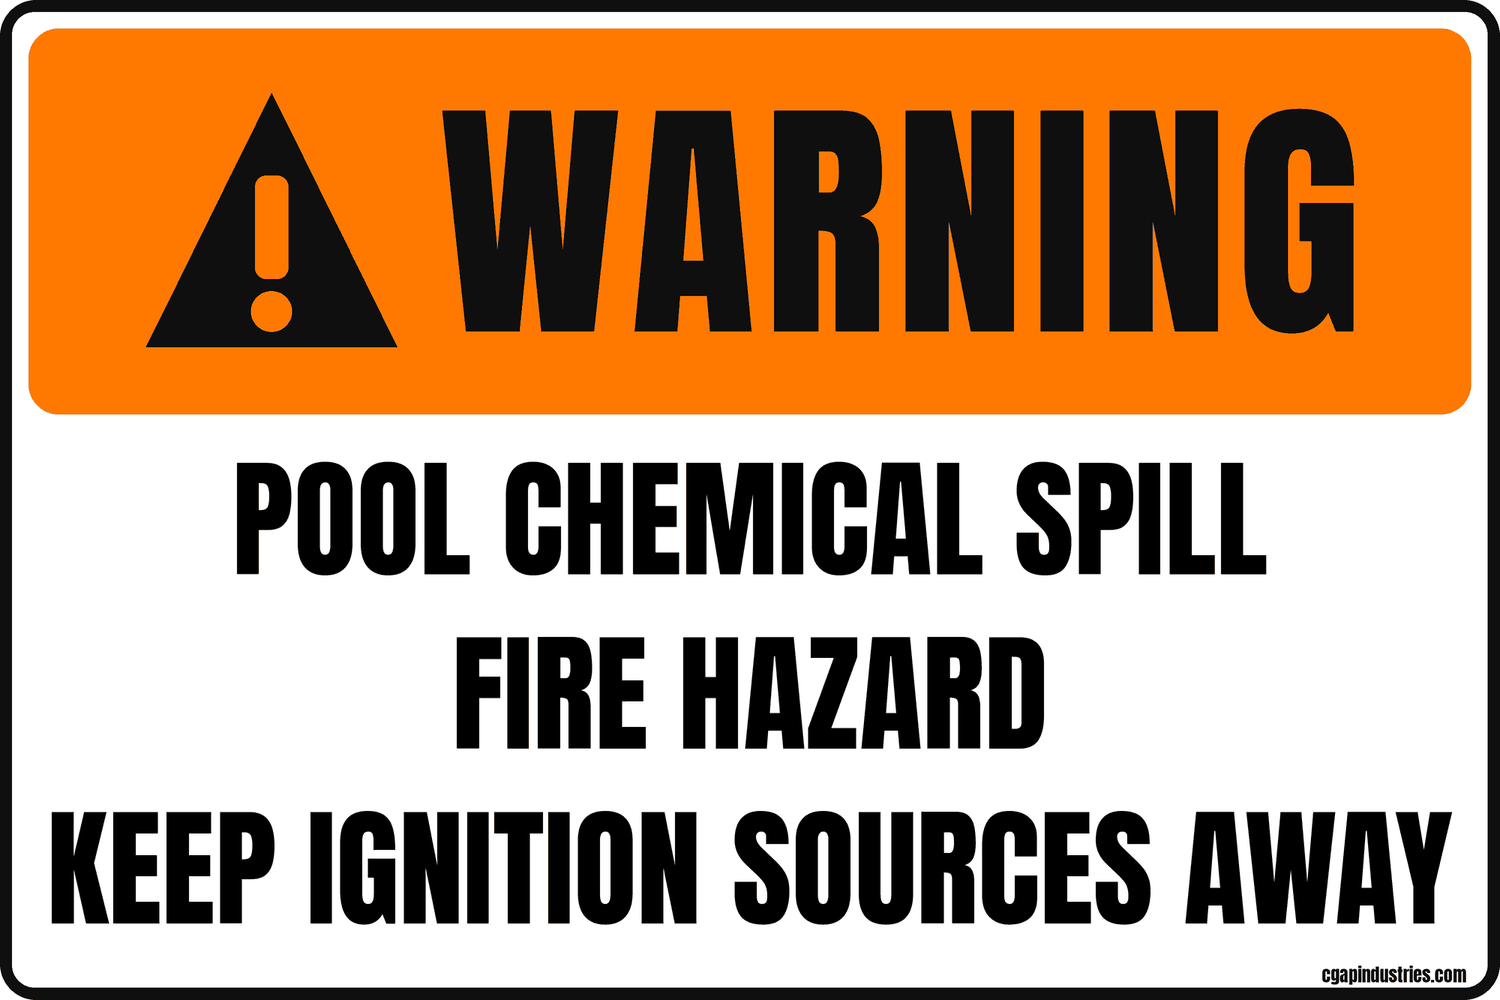 WARNING
POOL CHEMICAL SPILL
FIRE HAZARD
KEEP IGNITION SOURCES AWAY
cgapindustries.com